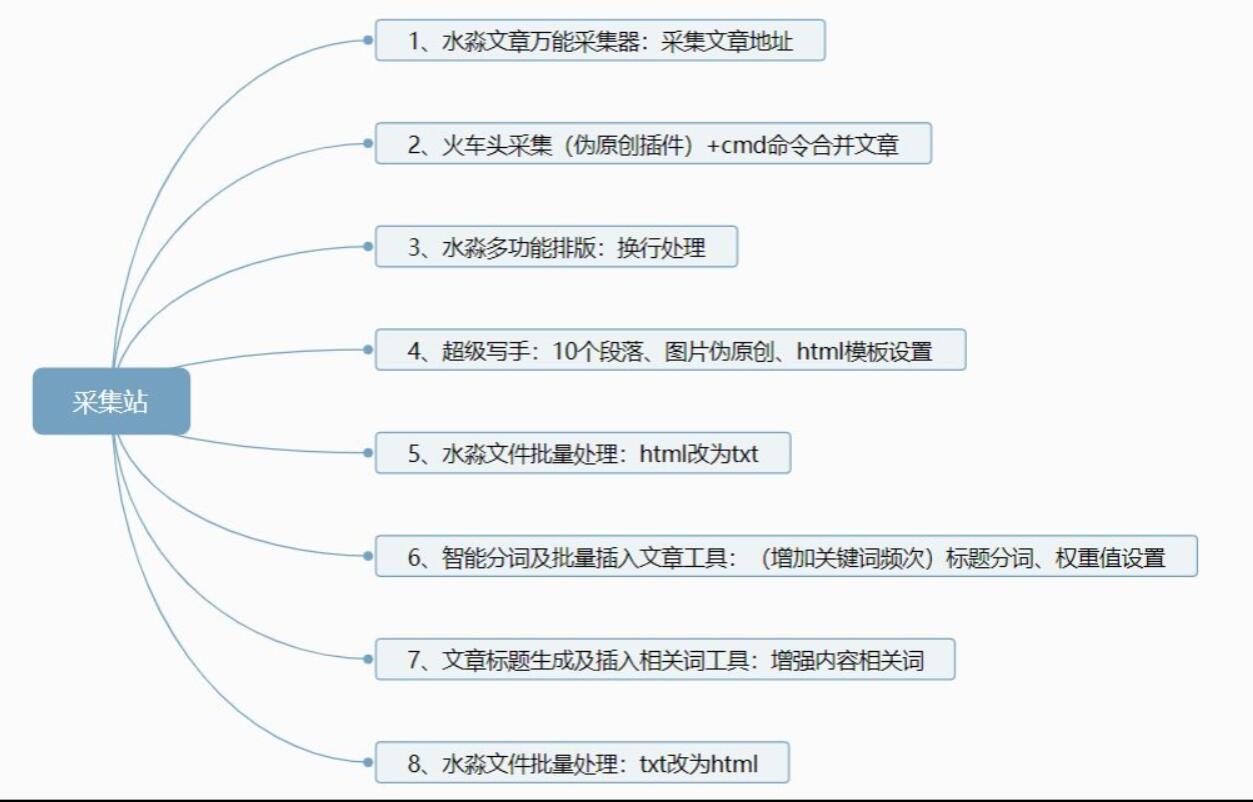 1、水淼文章万能采集器：采集文章地址
2、火车头采集（伪原创插件）+cmd命令合并文章
3、水淼多功能排版：换行处理
4、超级写手：10个段落、图片伪原创、html模板设置
采集站
5、水淼文件批量处理：html改为txt
6、智能分词及批量插入文章工具：（增加关键词频次）标题分词、权重值设置
7、文章标题生成及插入相关词工具：增强内容相关词
8、水淼文件批量处理：txt改为html